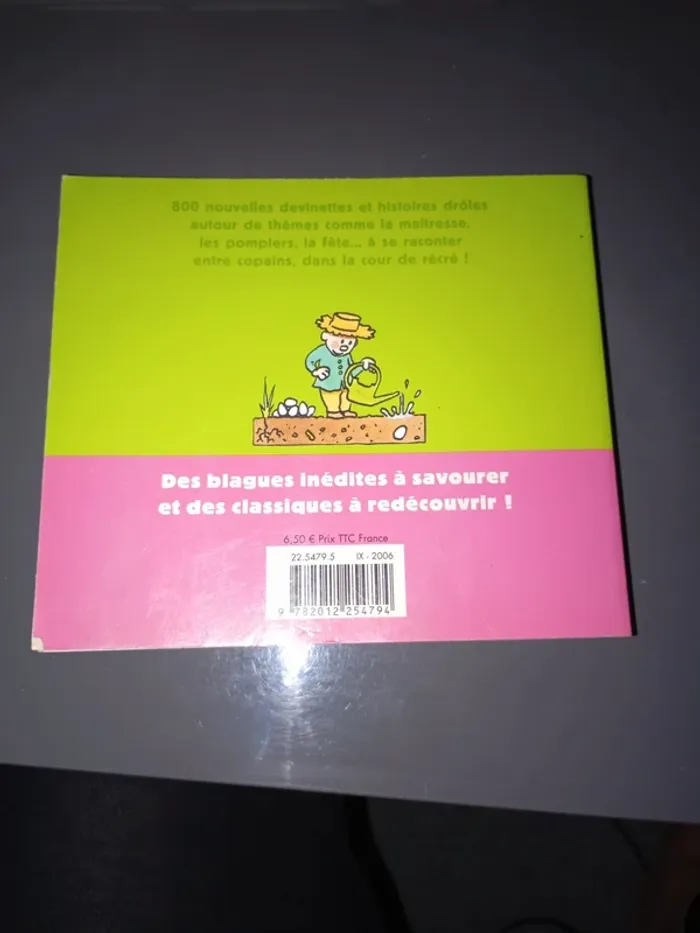 800 nouvelles devinettes et histoires drôles
autour de thèmes comme la maîtresse,
les pompiers, la fête... à se raconter
entre copains, dans la cour de récré !
Des blagues inédites à savourer
et des classiques à redécouvrir !
6,50 € Prix TTC France
22.5479.5 IX - 2006
9 782012 254794